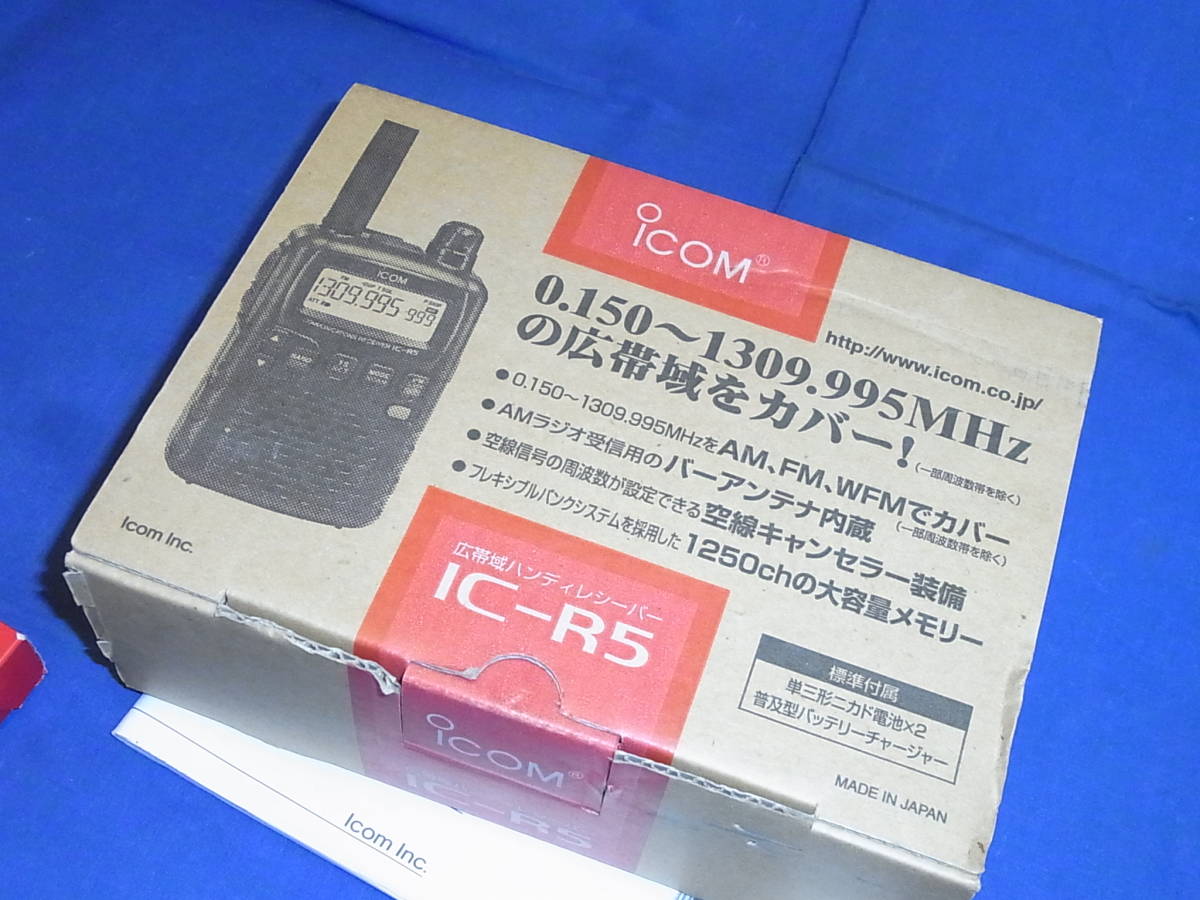 ICOM®
http://www.icom.co.jp/
0.150〜1309.995MHz
の広帯域をカバー!
(一部周波数帯を除く)
●0.150〜1309.995MHzをAM、FM、WFMでカバー
(一部周波数帯を除く)
●AMラジオ受信用のバーアンテナ内蔵
●空線信号の周波数が設定できる空線キャンセラー装備
●フレキシブルバンクシステムを採用した1250chの大容量メモリー
ICOM
1309.995 999
COMMUNICATIONS RECEIVER IC-R5
BAND
TS
MODE
SCAN
Icom Inc.
広帯域ハンディレシーバー
IC-R5
標準付属
単三形ニカド電池×2
普及型バッテリーチャージャー
MADE IN JAPAN
ICOM®
IC-R5
Icom Inc.